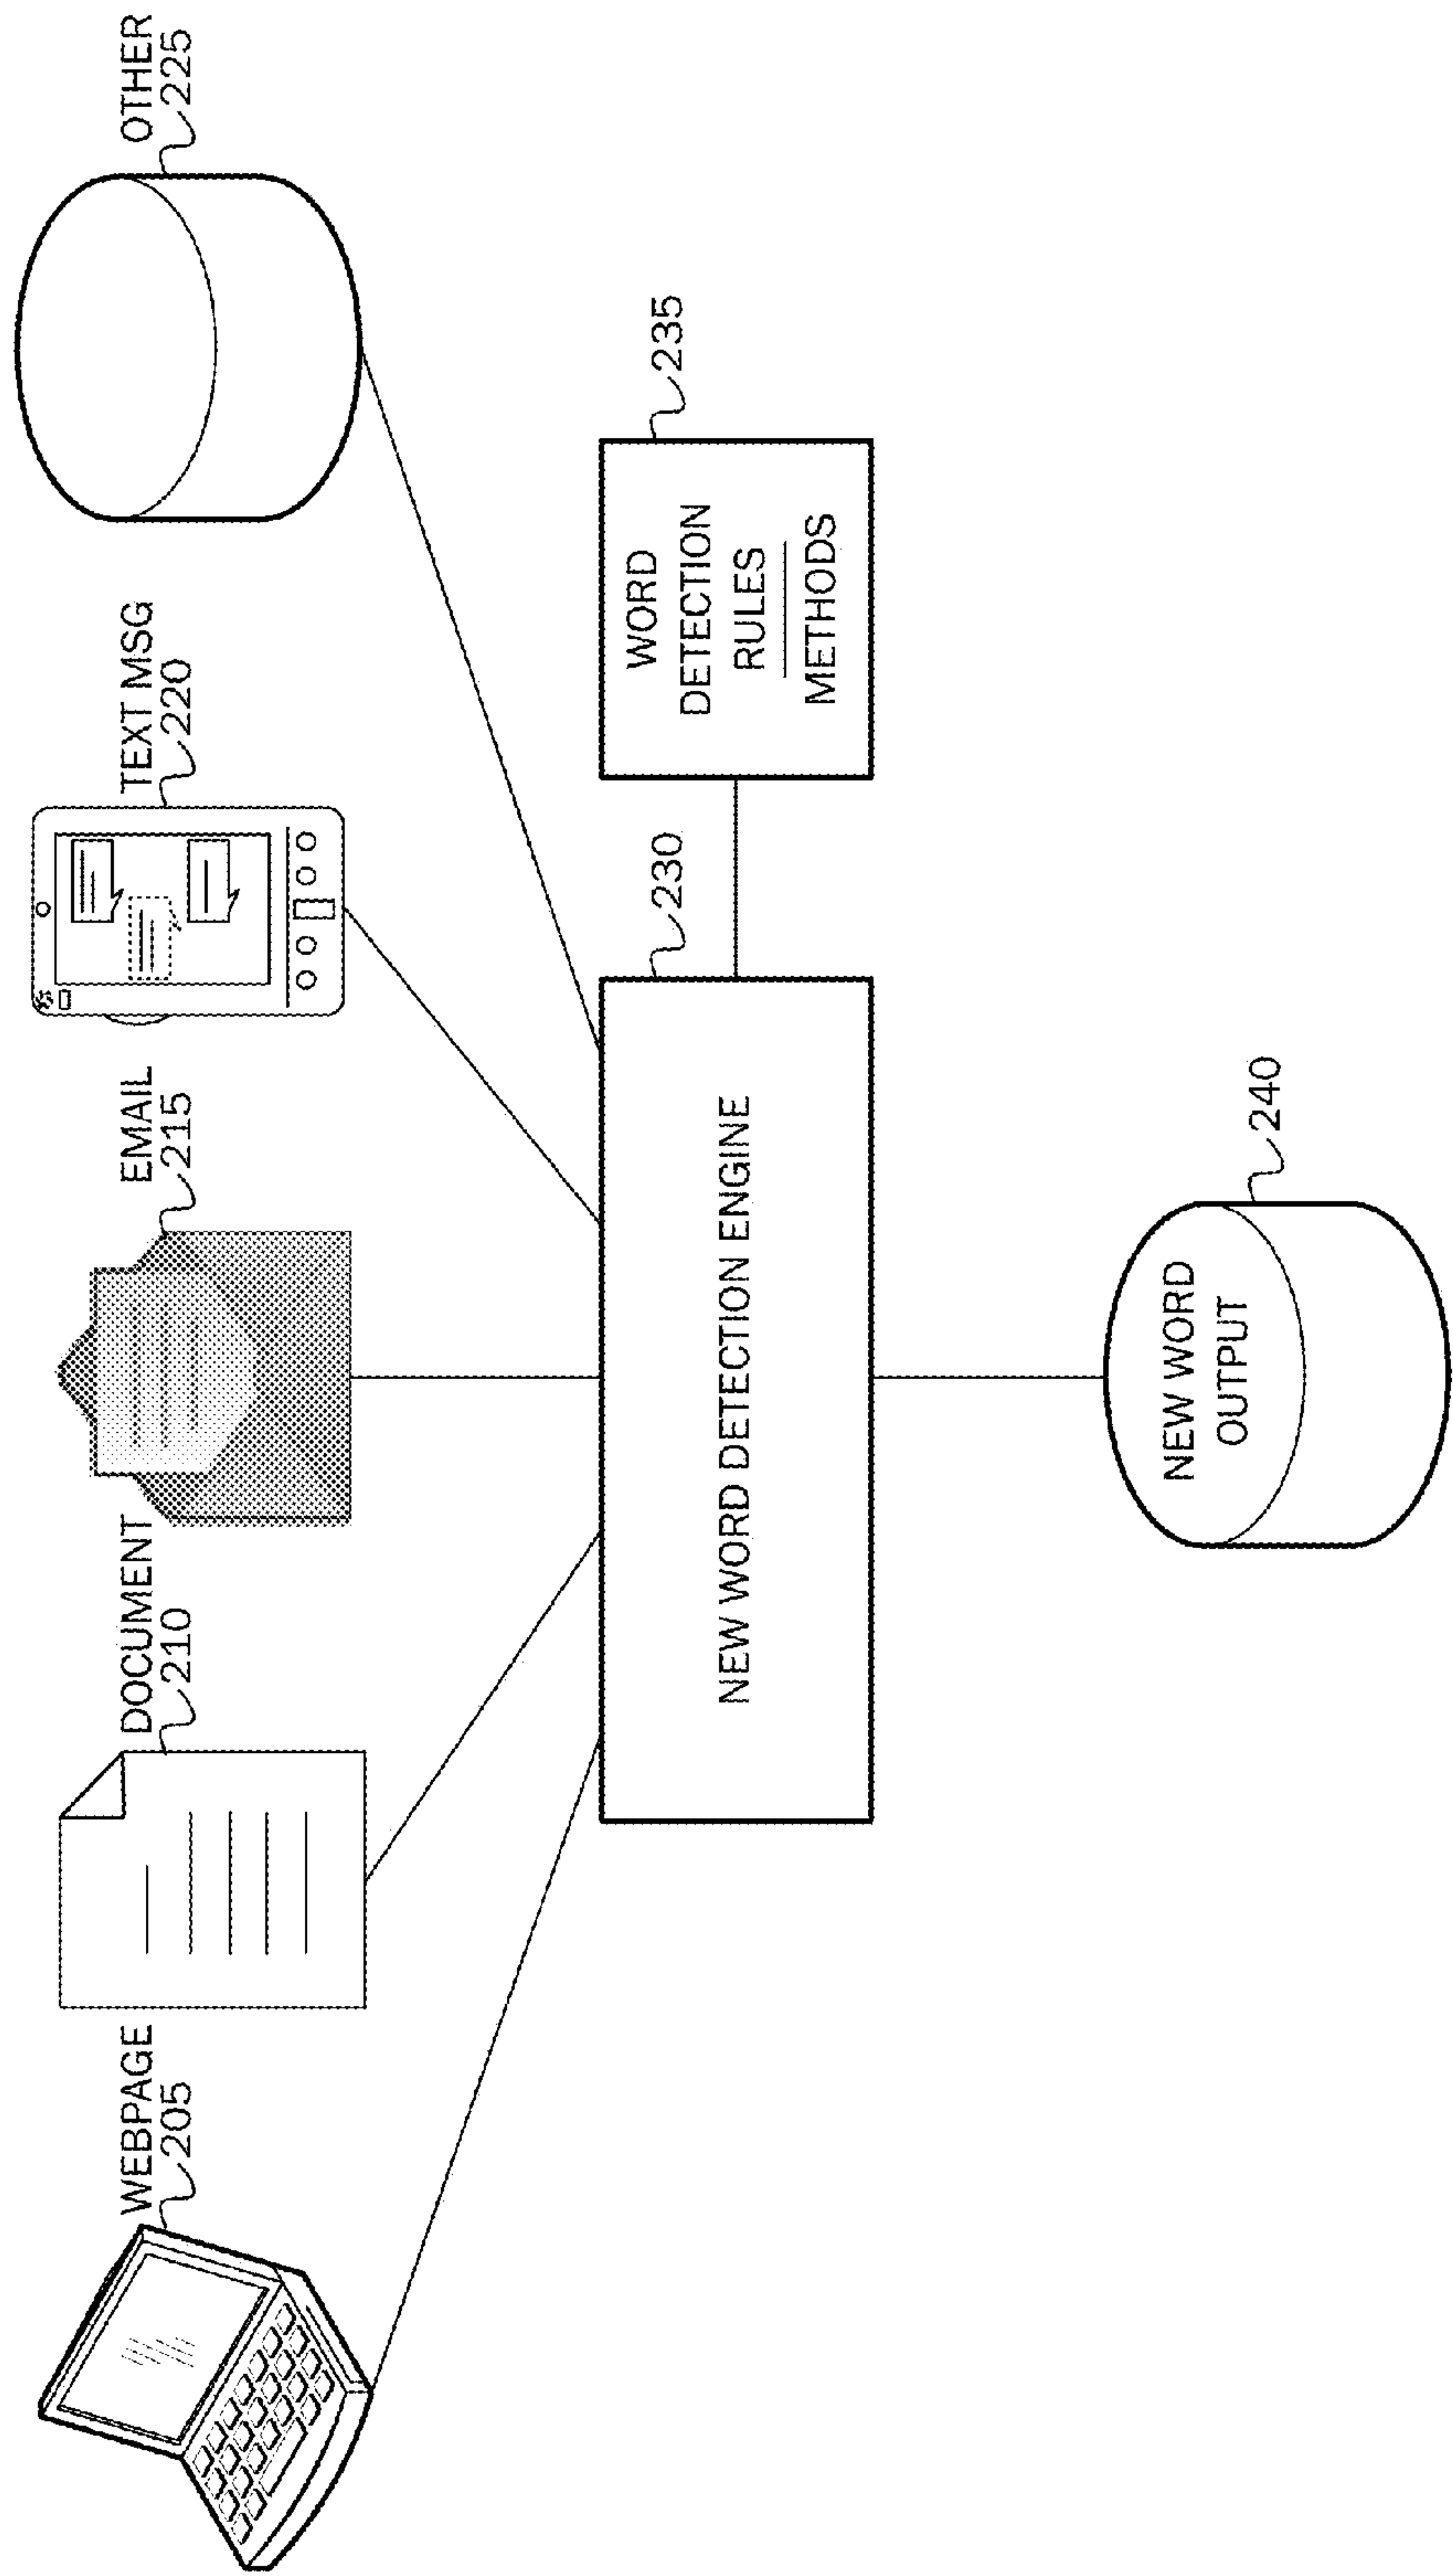 WEBPAGE
205
DOCUMENT
210
EMAIL
215
TEXT MSG
220
OTHER
225
NEW WORD DETECTION ENGINE
230
WORD
DETECTION
RULES
METHODS
235
NEW WORD
OUTPUT
240